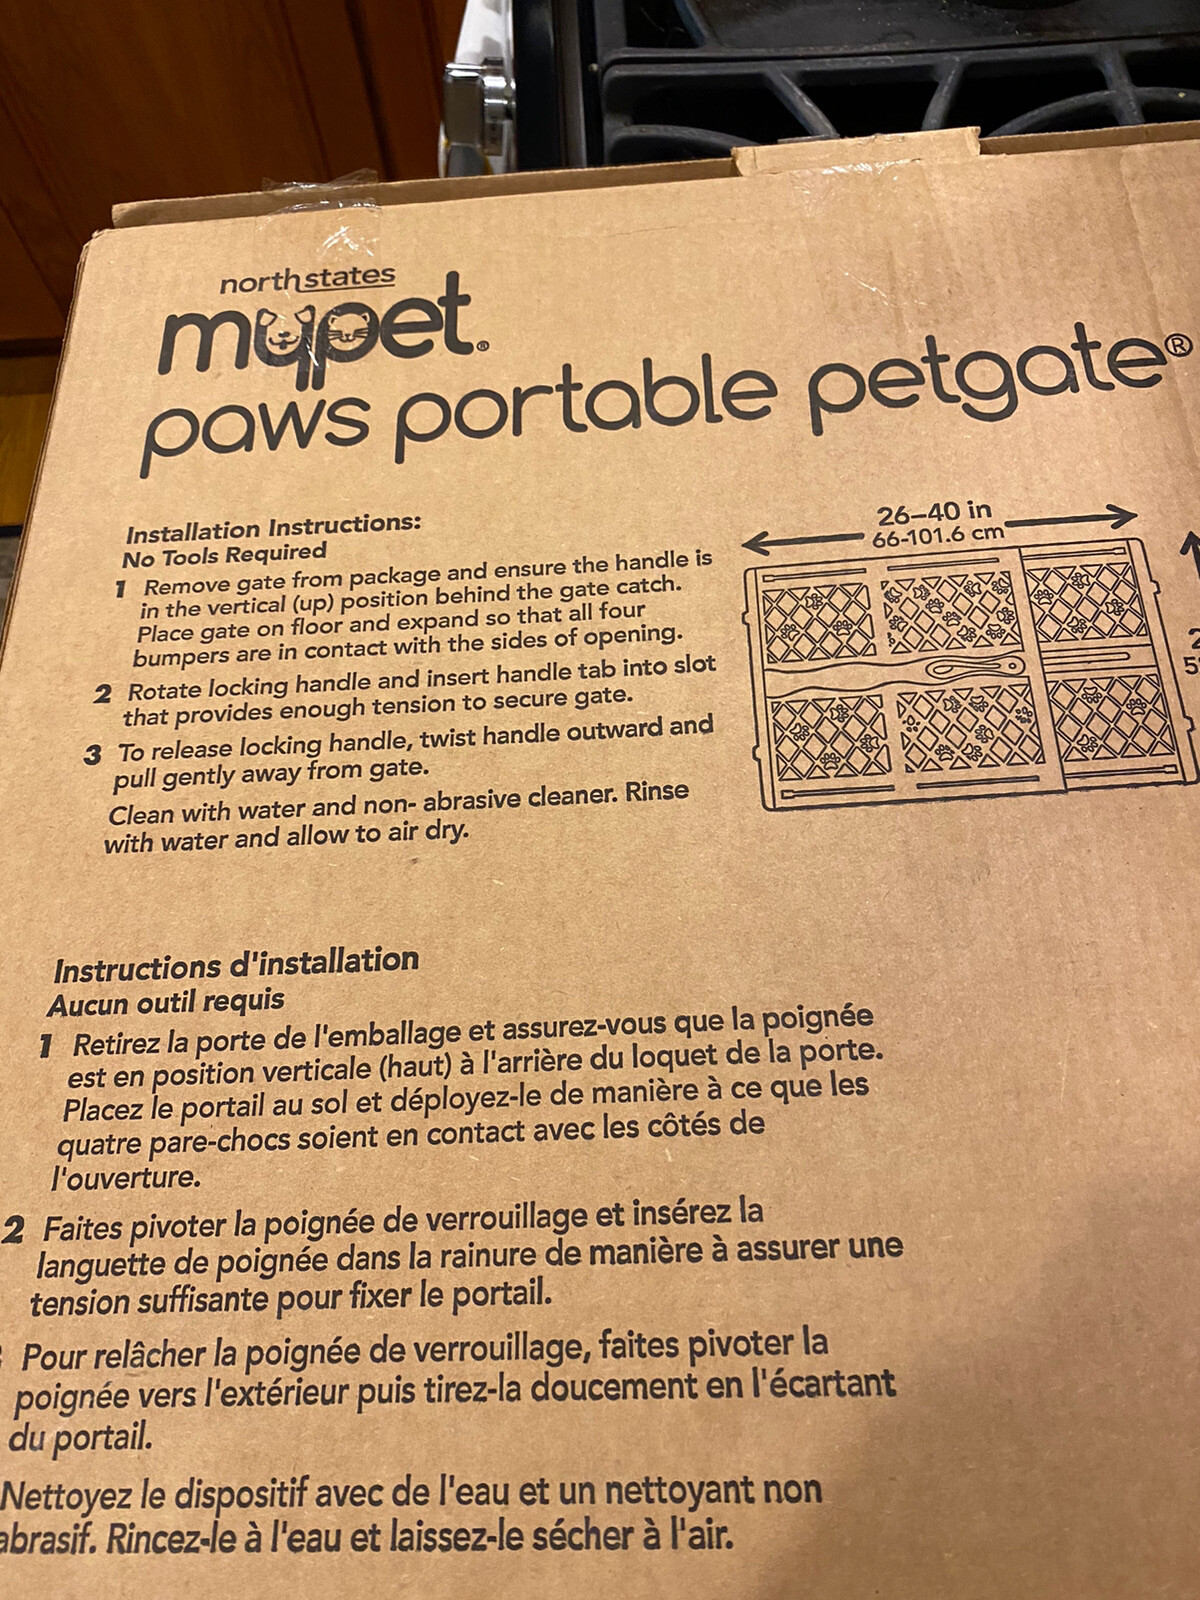 northstates
mypet®
paws portable petgate®
Installation Instructions:
No Tools Required
1 Remove gate from package and ensure the handle is
in the vertical (up) position behind the gate catch.
Place gate on floor and expand so that all four
bumpers are in contact with the sides of opening.
2 Rotate locking handle and insert handle tab into slot
that provides enough tension to secure gate.
3 To release locking handle, twist handle outward and
pull gently away from gate.
Clean with water and non- abrasive cleaner. Rinse
with water and allow to air dry.
26–40 in
66-101.6 cm
Instructions d'installation
Aucun outil requis
1 Retirez la porte de l'emballage et assurez-vous que la poignée
est en position verticale (haut) à l'arrière du loquet de la porte.
Placez le portail au sol et déployez-le de manière à ce que les
quatre pare-chocs soient en contact avec les côtés de
l'ouverture.
2 Faites pivoter la poignée de verrouillage et insérez la
languette de poignée dans la rainure de manière à assurer une
tension suffisante pour fixer le portail.
Pour relâcher la poignée de verrouillage, faites pivoter la
poignée vers l'extérieur puis tirez-la doucement en l'écartant
du portail.
Nettoyez le dispositif avec de l'eau et un nettoyant non
abrasif. Rincez-le à l'eau et laissez-le sécher à l'air.